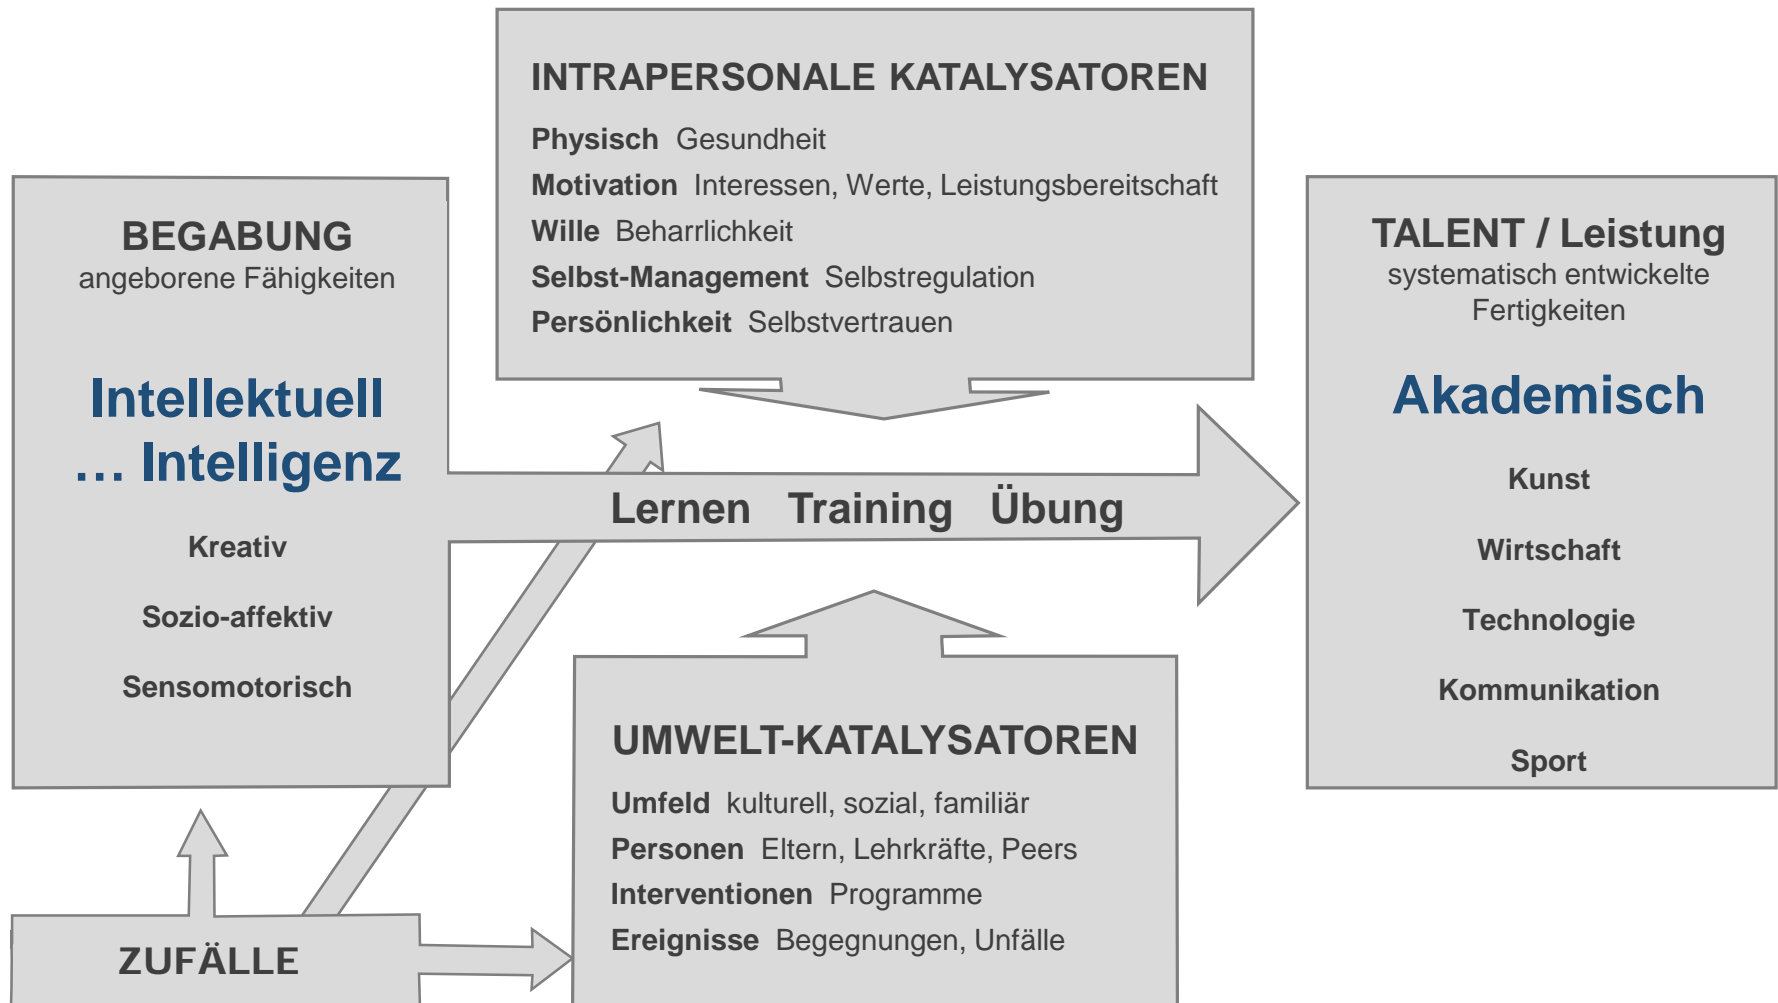 INTRAPERSONALE KATALYSATOREN
Physisch Gesundheit
Motivation Interessen, Werte, Leistungsbereitschaft
Wille Beharrlichkeit
Selbst-Management Selbstregulation
Persönlichkeit Selbstvertrauen
BEGABUNG
angeborene Fähigkeiten
Intellektuell
… Intelligenz
Kreativ
Sozio-affektiv
Sensomotorisch
Lernen Training Übung
TALENT / Leistung
systematisch entwickelte
Fertigkeiten
Akademisch
Kunst
Wirtschaft
Technologie
Kommunikation
Sport
UMWELT-KATALYSATOREN
Umfeld kulturell, sozial, familiär
Personen Eltern, Lehrkräfte, Peers
Interventionen Programme
Ereignisse Begegnungen, Unfälle
ZUFÄLLE